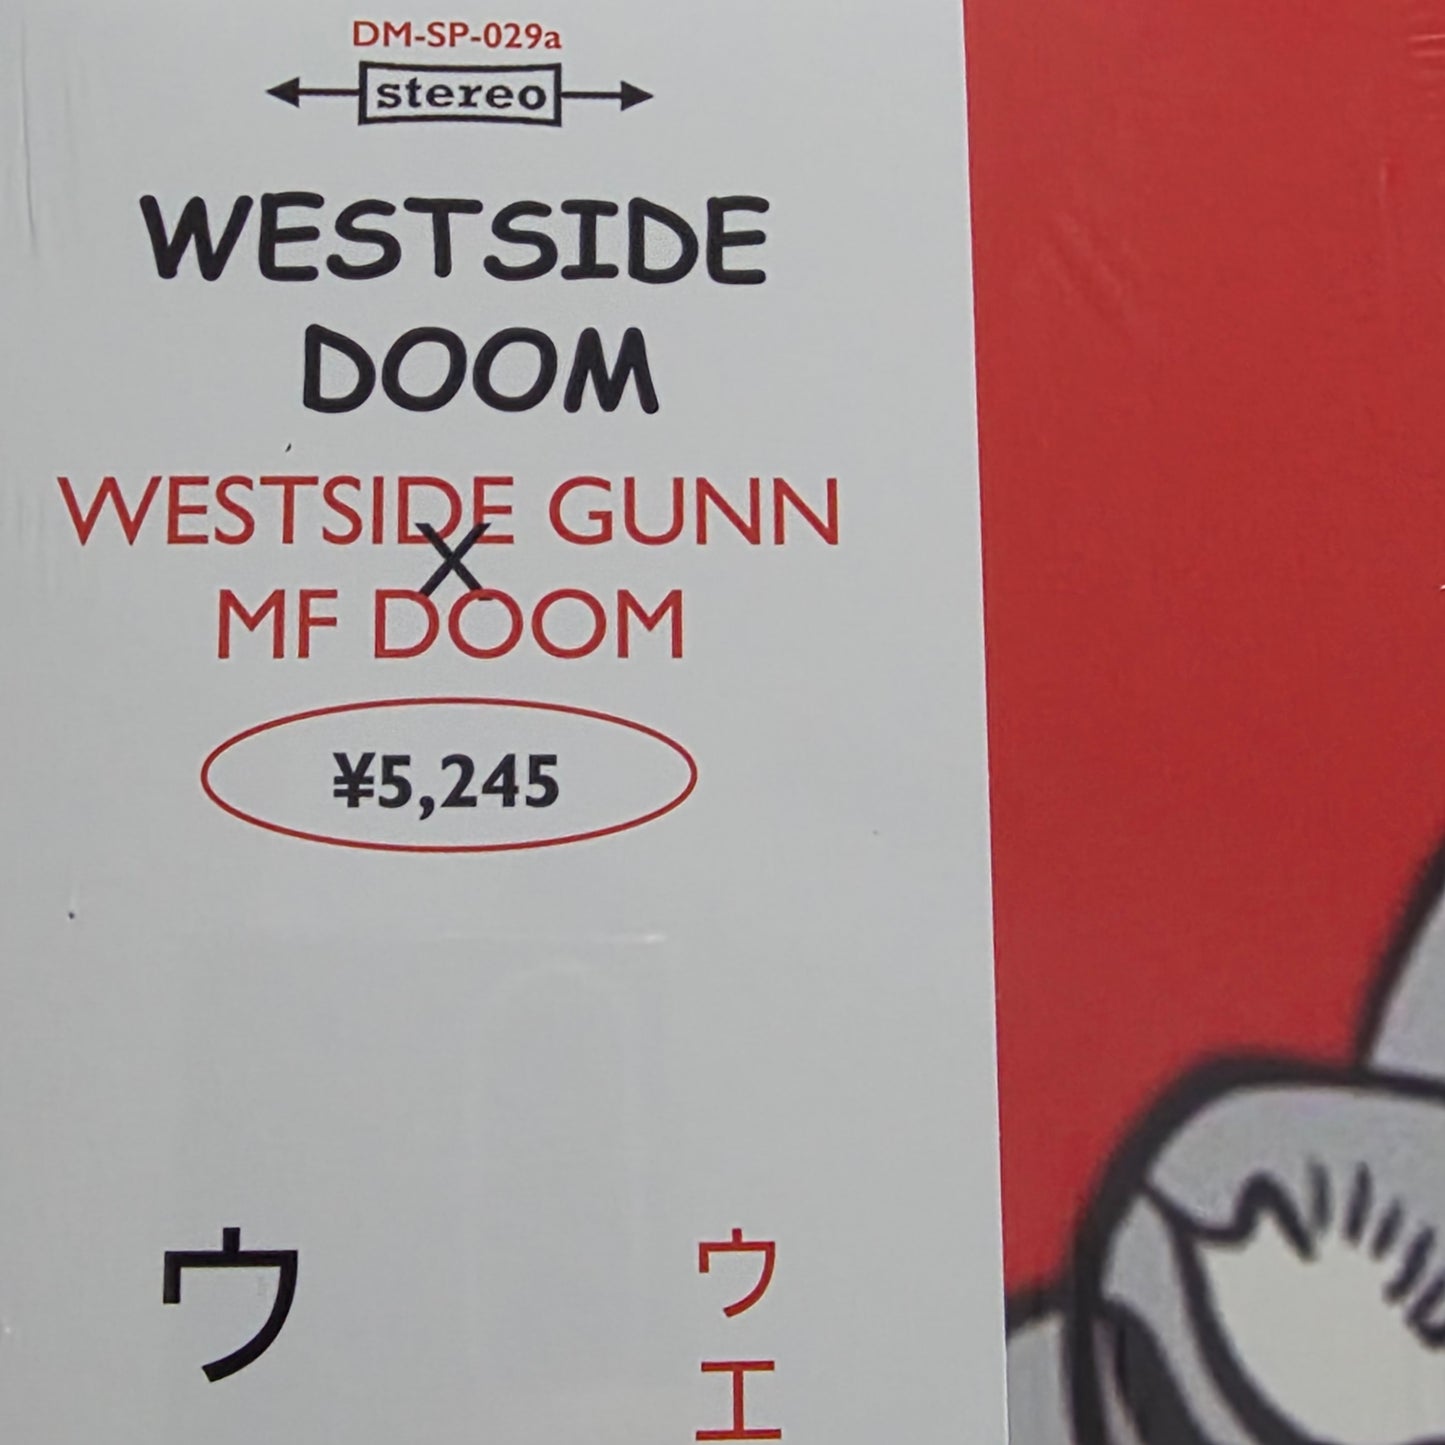 DM-SP-029a
stereo
WESTSIDE
DOOM
WESTSIDE GUNN
X
MF DOOM
¥5,245
ウ
ウエ